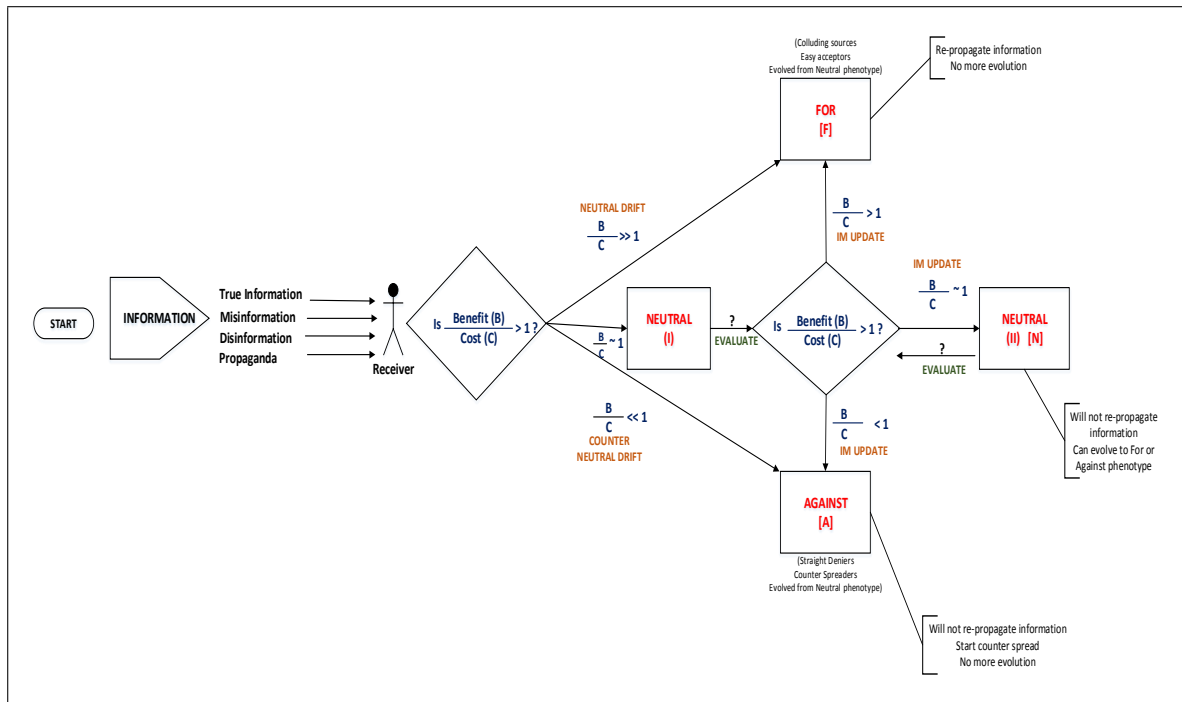 START
INFORMATION
True Information
Misinformation
Disinformation
Propaganda
Receiver
Is Benefit (B) > 1 ?
Cost (C)
NEUTRAL DRIFT
B
C >> 1
B
C ~ 1
B
C << 1
COUNTER
NEUTRAL DRIFT
NEUTRAL
(I)
?
EVALUATE
Is Benefit (B) > 1 ?
Cost (C)
(Colluding sources
Easy acceptors
Evolved from Neutral phenotype)
FOR
[F]
Re-propagate information
No more evolution
B
C > 1
IM UPDATE
IM UPDATE
B
C ~ 1
?
EVALUATE
NEUTRAL
(II) [N]
Will not re-propagate
information
Can evolve to For or
Against phenotype
B
C < 1
IM UPDATE
AGAINST
[A]
(Straight Deniers
Counter Spreaders
Evolved from Neutral phenotype)
Will not re-propagate information
Start counter spread
No more evolution